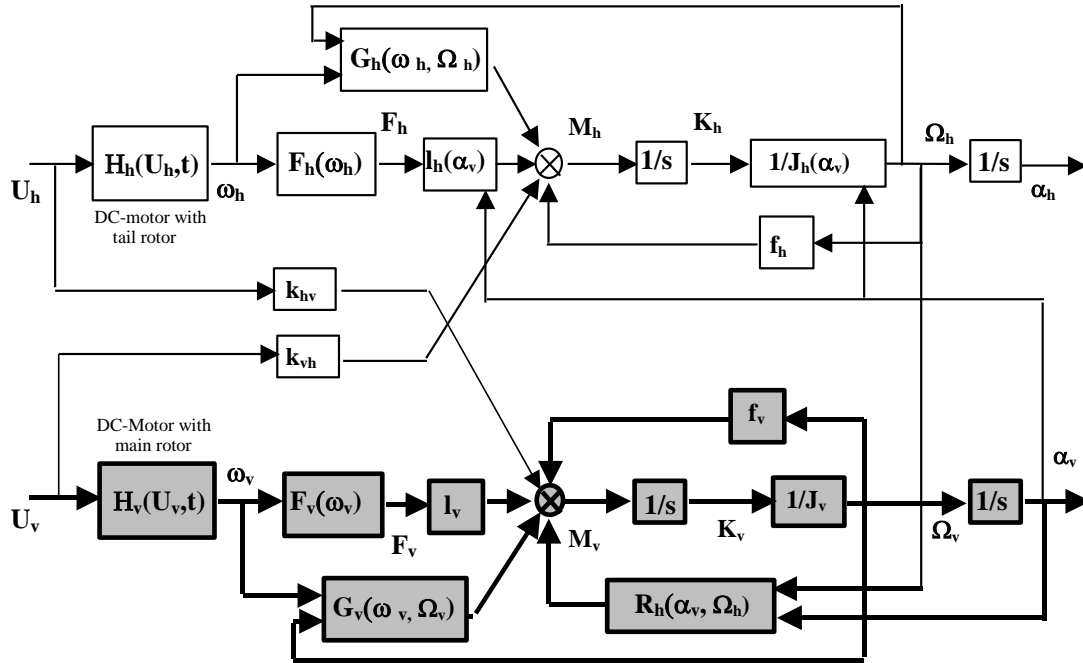 Gₕ(ωₕ, Ωₕ)
Fₕ
Mₕ
Kₕ
Ωₕ
Hₕ(Uₕ,t)
Fₕ(ωₕ)
lₕ(αᵥ)
1/s
1/Jₕ(αᵥ)
1/s
Uₕ
ωₕ
αₕ
DC-motor with
tail rotor
fₕ
kₕᵥ
kᵥₕ
DC-Motor with
main rotor
fᵥ
ωᵥ
αᵥ
Hᵥ(Uᵥ,t)
Fᵥ(ωᵥ)
lᵥ
1/s
1/Jᵥ
1/s
Uᵥ
Fᵥ
Mᵥ
Kᵥ
Ωᵥ
Gᵥ(ωᵥ, Ωᵥ)
Rₕ(αᵥ, Ωₕ)